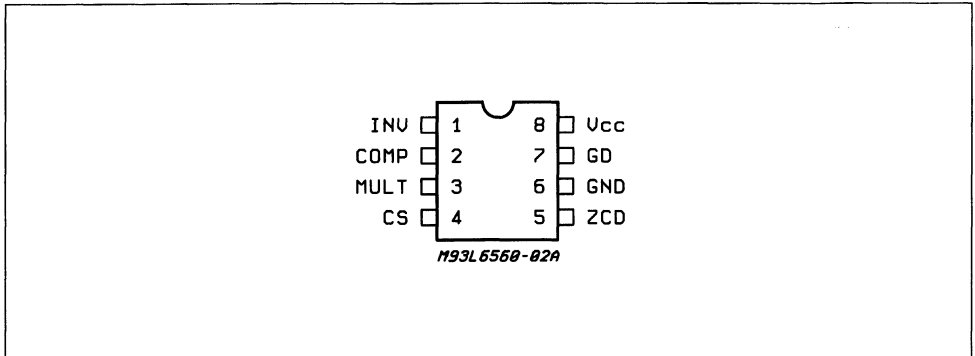 INV 1 8 Vcc
COMP 2 7 GD
MULT 3 6 GND
CS 4 5 ZCD
M93L6560-02A